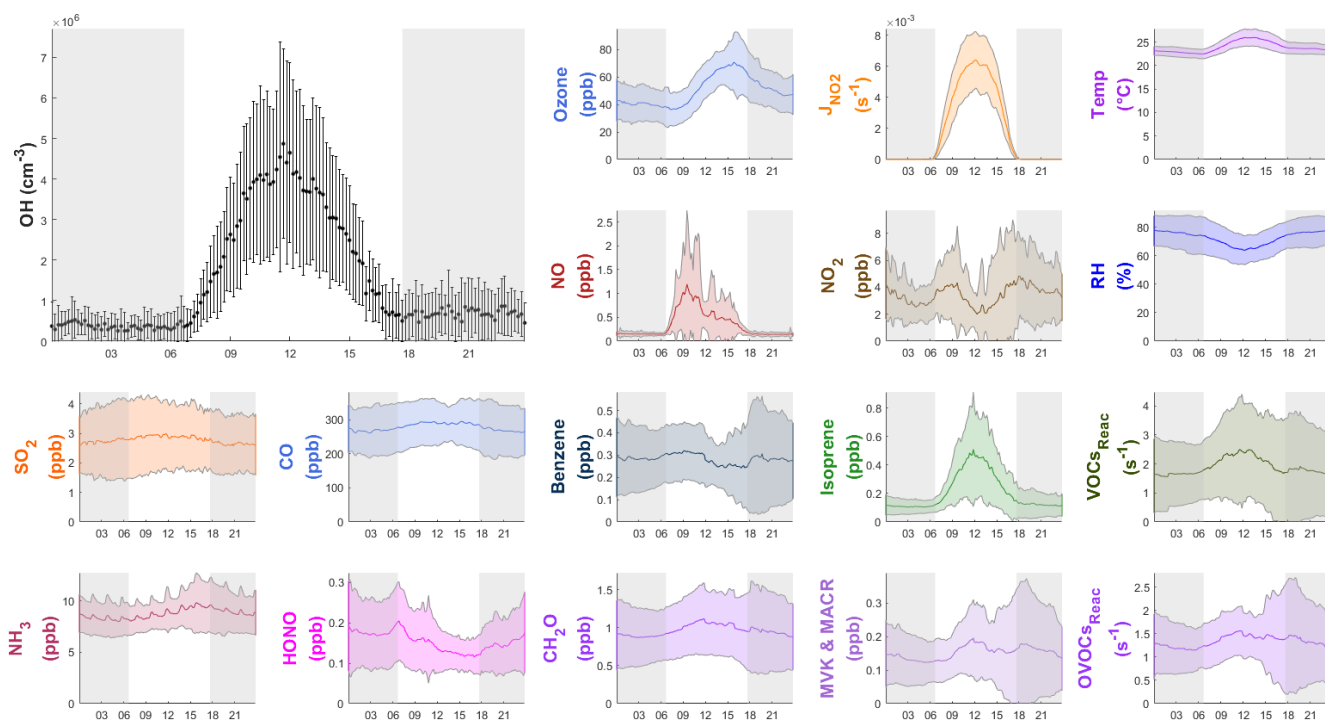 ×10⁶
7
6
5
4
3
2
1
0
OH (cm⁻³)
03 06 09 12 15 18 21
80
60
40
20
0
Ozone
(ppb)
03 06 09 12 15 18 21
×10⁻³
8
6
4
2
0
J_NO2
(s⁻¹)
03 06 09 12 15 18 21
25
20
15
10
5
0
Temp
(°C)
03 06 09 12 15 18 21
2.5
2
1.5
1
0.5
0
NO
(ppb)
03 06 09 12 15 18 21
8
6
4
2
0
NO₂
(ppb)
03 06 09 12 15 18 21
80
60
40
20
0
RH
(%)
03 06 09 12 15 18 21
4
3
2
1
0
SO₂
(ppb)
03 06 09 12 15 18 21
300
200
100
0
CO
(ppb)
03 06 09 12 15 18 21
0.5
0.4
0.3
0.2
0.1
0
Benzene
(ppb)
03 06 09 12 15 18 21
0.8
0.6
0.4
0.2
0
Isoprene
(ppb)
03 06 09 12 15 18 21
4
3
2
1
0
VOCs_Reac
(s⁻¹)
03 06 09 12 15 18 21
10
5
0
NH₃
(ppb)
03 06 09 12 15 18 21
0.3
0.2
0.1
0
HONO
(ppb)
03 06 09 12 15 18 21
1.5
1
0.5
0
CH₂O
(ppb)
03 06 09 12 15 18 21
0.3
0.2
0.1
0
MVK & MACR
(ppb)
03 06 09 12 15 18 21
2.5
2
1.5
1
0.5
0
OVOCs_Reac
(s⁻¹)
03 06 09 12 15 18 21